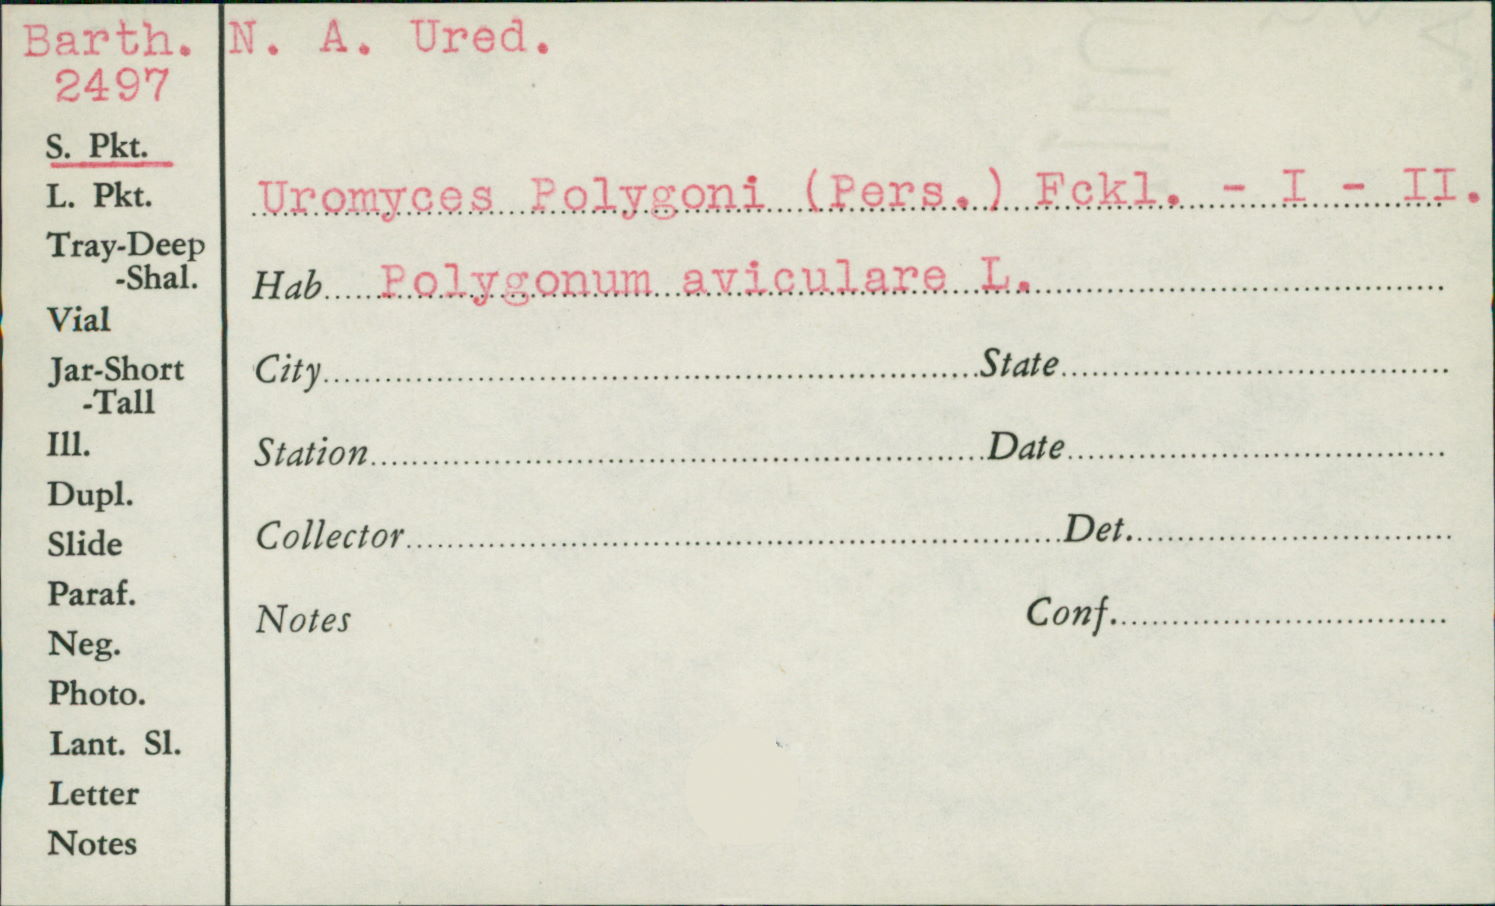 Barth. N. A. Ured.
2497
S. Pkt.
L. Pkt.
Tray-Deep
-Shal.
Vial
Jar-Short
-Tall
Ill.
Dupl.
Slide
Paraf.
Neg.
Photo.
Lant. Sl.
Letter
Notes
Uromyces Polygoni (Pers.) Fckl. - I - II.
Hab Polygonum aviculare L.
City State
Station Date
Collector Det.
Notes Conf.